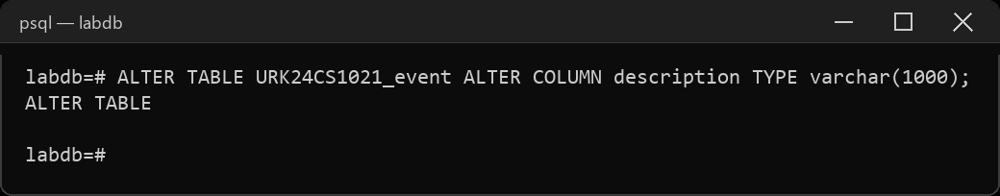 psql — labdb
labdb=# ALTER TABLE URK24CS1021_event ALTER COLUMN description TYPE varchar(1000);
ALTER TABLE
labdb=#